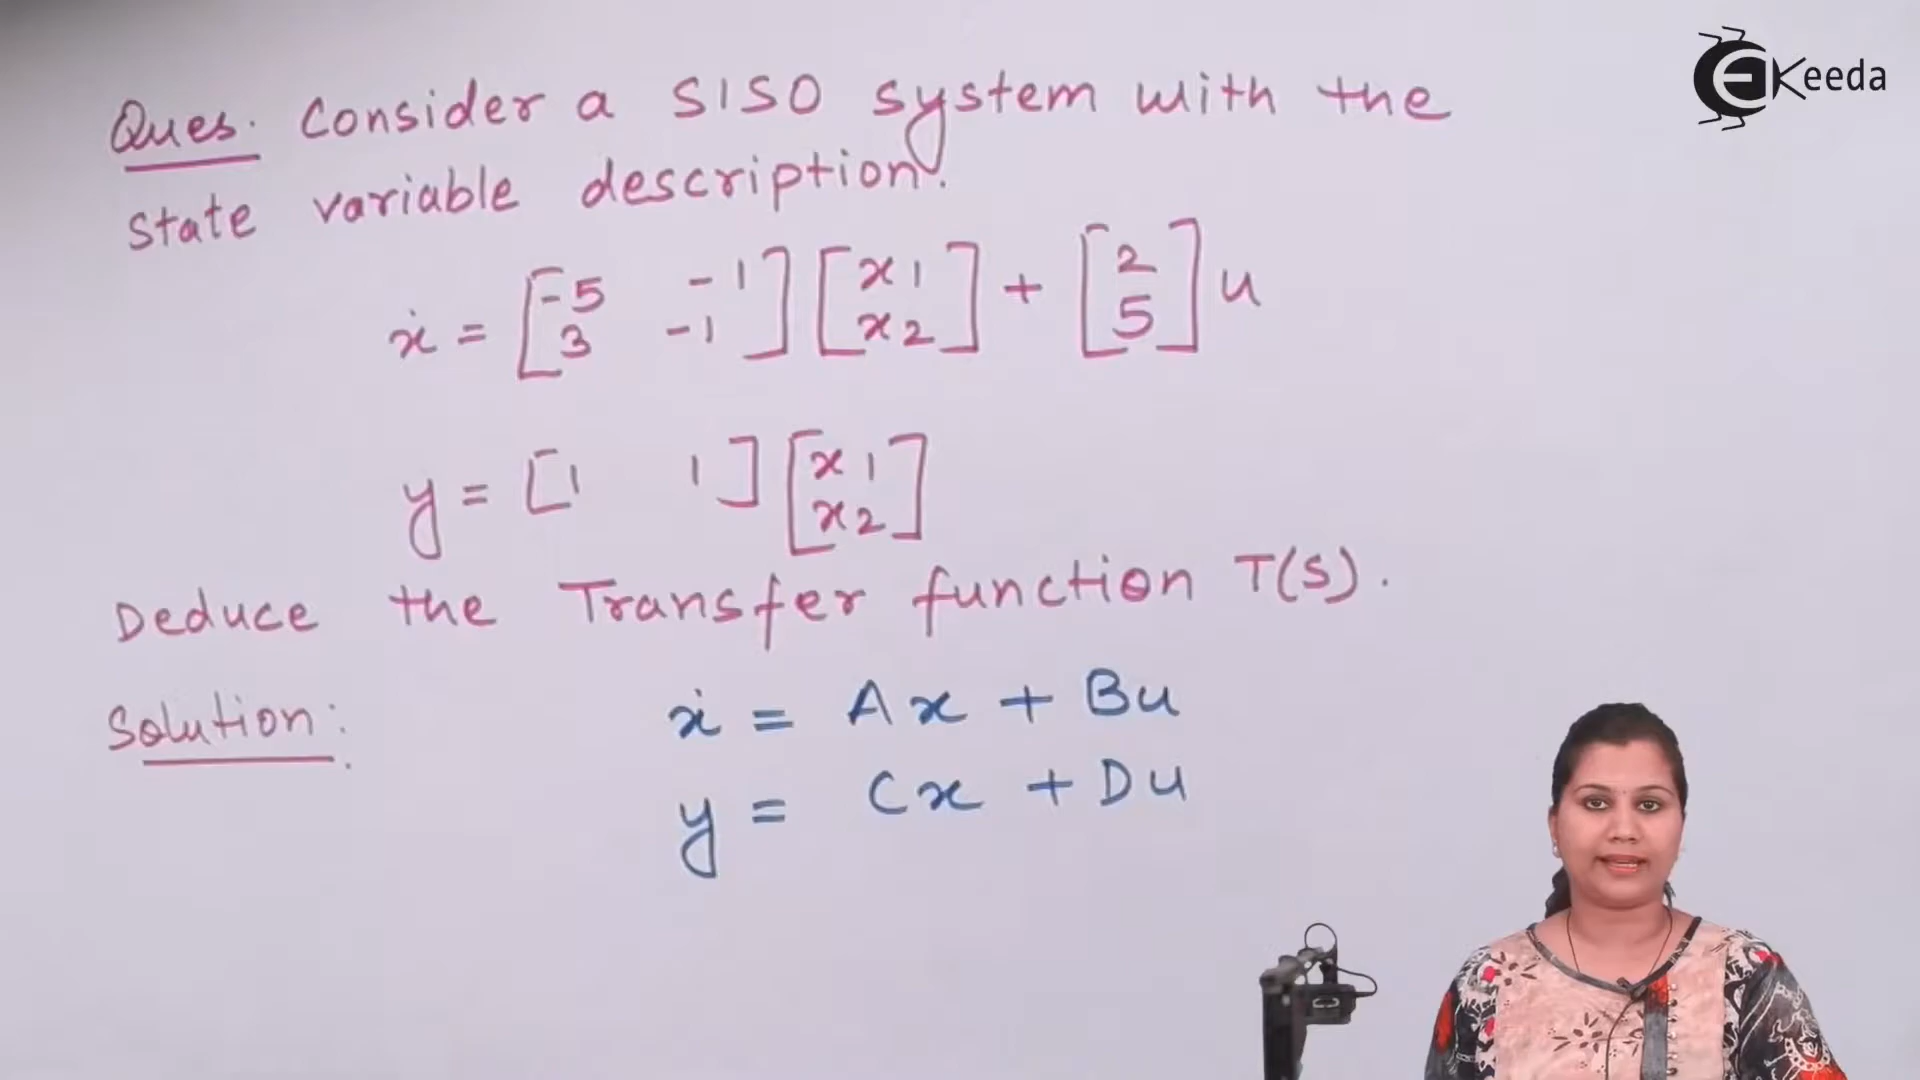 EKeeda
Ques. Consider a SISO system with the
state variable description.
ẋ = [-5 -1; 3 -1] [x1; x2] + [2; 5] u
y = [1 1] [x1; x2]
Deduce the Transfer function T(S).
Solution:
ẋ = Ax + Bu
y = Cx + Du